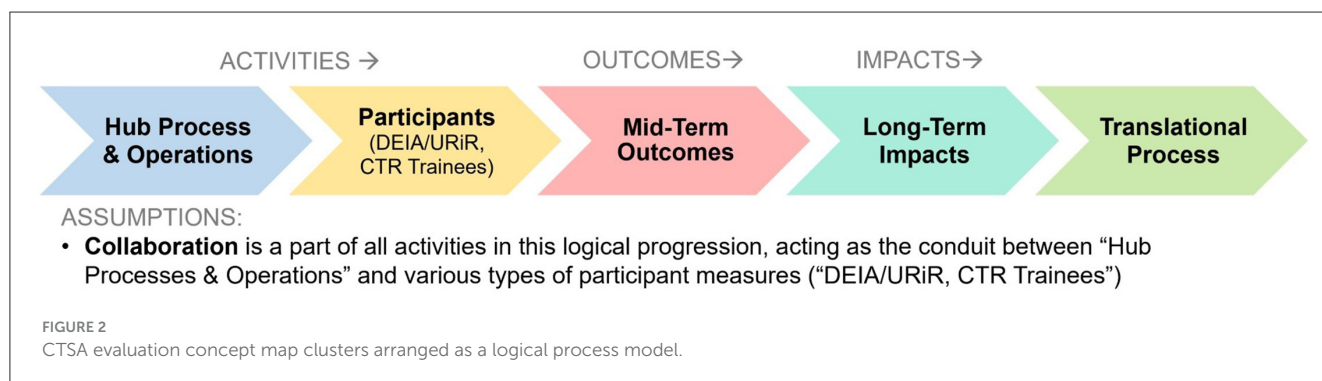 ACTIVITIES → OUTCOMES→ IMPACTS→
Hub Process
& Operations
Participants
(DEIA/URiR,
CTR Trainees)
Mid-Term
Outcomes
Long-Term
Impacts
Translational
Process
ASSUMPTIONS:
• Collaboration is a part of all activities in this logical progression, acting as the conduit between “Hub
Processes & Operations” and various types of participant measures (“DEIA/URiR, CTR Trainees”)
FIGURE 2
CTSA evaluation concept map clusters arranged as a logical process model.